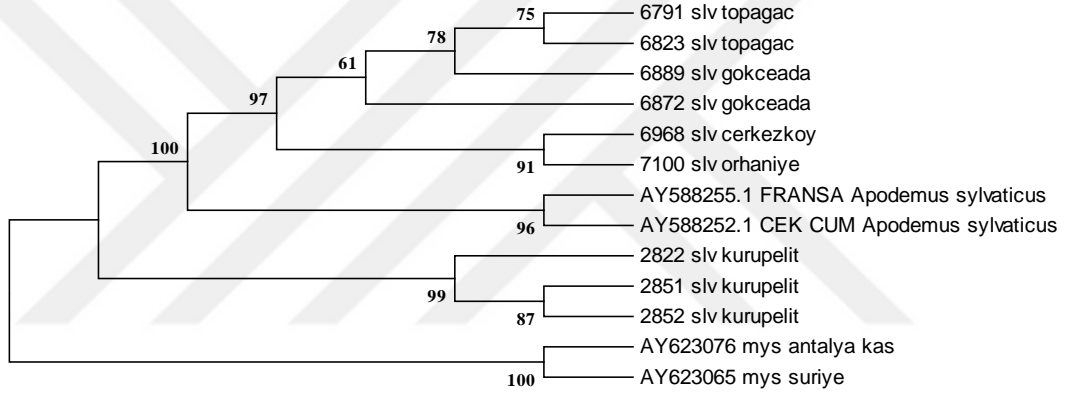 75
6791 slv topagac
78
6823 slv topagac
61
6889 slv gokceada
97
6872 slv gokceada
100
6968 slv cerkezkoy
91
7100 slv orhaniye
AY588255.1 FRANSA Apodemus sylvaticus
96
AY588252.1 CEK CUM Apodemus sylvaticus
2822 slv kurupelit
99
2851 slv kurupelit
87
2852 slv kurupelit
AY623076 mys antalya kas
100
AY623065 mys suriye